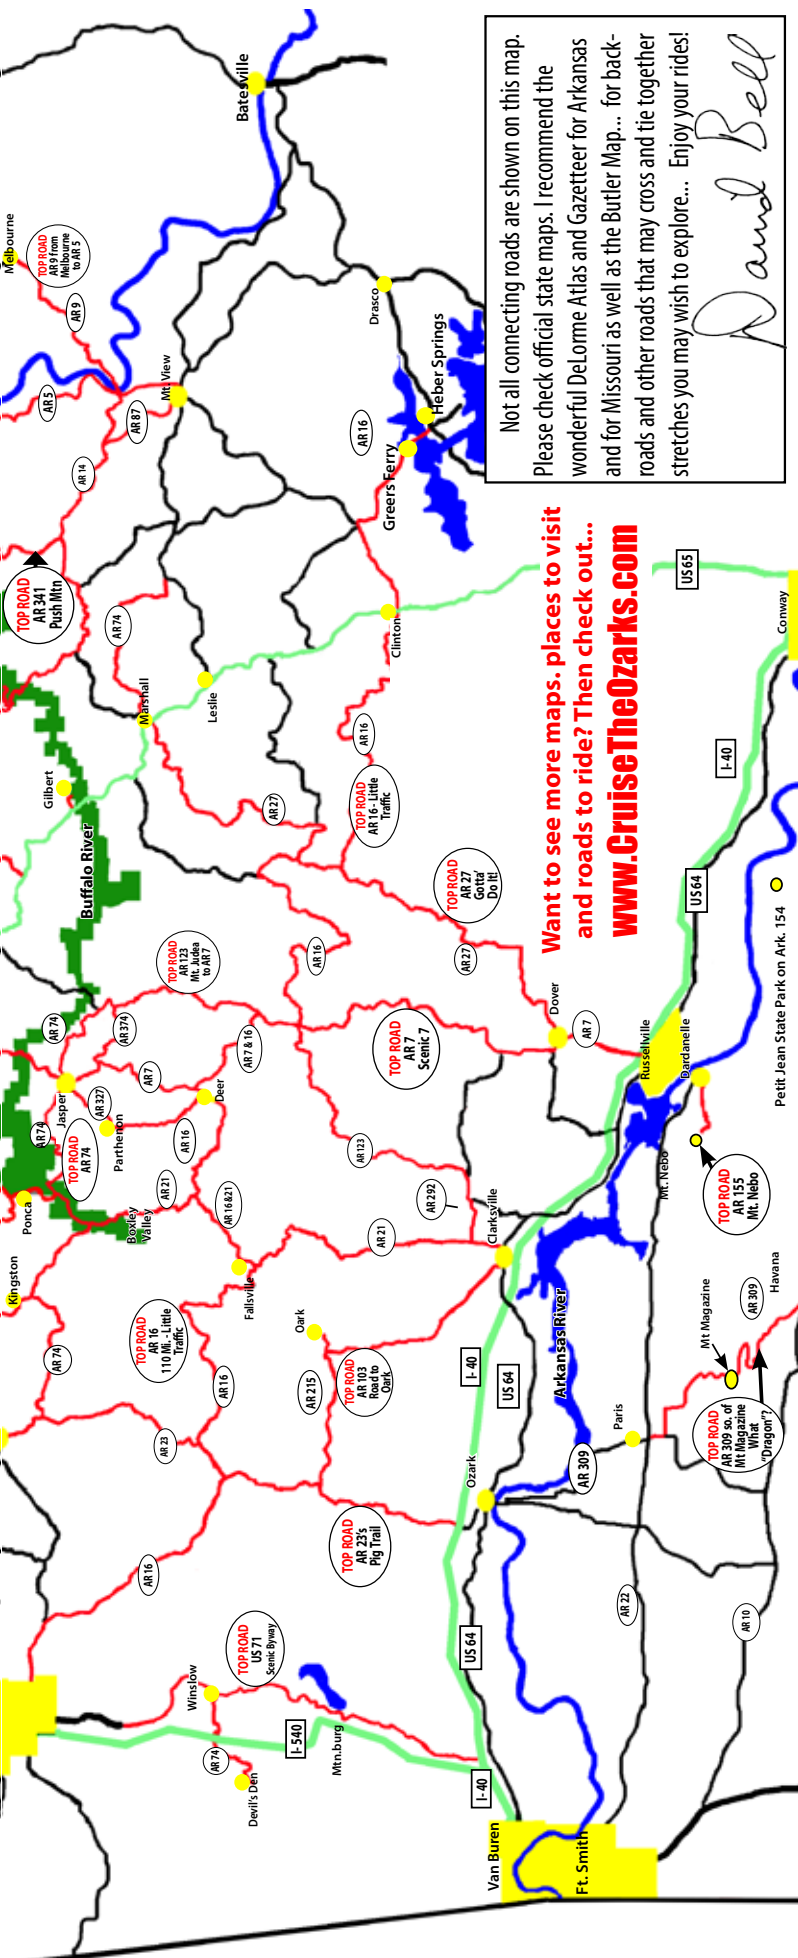 Batesville
Melbourne
TOP ROAD
AR 9 from
Melbourne
to AR 5
AR 9
Drasco
AR 5
Mt. View
AR 87
Heber Springs
AR 16
Greers Ferry
AR 14
TOP ROAD
AR 341
Push Mtn
AR 74
Clinton
Marshall
Leslie
US 65
Conway
Gilbert
AR 16
I-40
AR 27
TOP ROAD
AR 16 - Little
Traffic
Buffalo River
TOP ROAD
AR 27
Gotta'
Do It!
US 64
TOP ROAD
AR 123
Mt. Judea
to AR 7
AR 16
AR 27
Petit Jean State Park on Ark. 154
Dover
AR 7
AR 74
AR 374
AR 7 & 16
TOP ROAD
AR 7
Scenic 7
Russellville
Dardanelle
Jasper
AR 327
AR 7
Deer
Parthenon
AR 74
TOP ROAD
AR 74
AR 16
AR 123
Mt. Nebo
TOP ROAD
AR 155
Mt. Nebo
Ponca
Boxley
Valley
AR 21
AR 16 & 21
AR 292
Clarksville
AR 21
Kingston
Fallsville
Oark
TOP ROAD
AR 16
110 Mi. - Little
Traffic
AR 74
AR 16
AR 215
TOP ROAD
AR 103
Road to
Oark
I-40
US 64
Arkansas River
Mt Magazine
AR 309
Havana
TOP ROAD
AR 309 so. of
Mt Magazine
What
"Dragon"?
Paris
AR 23
Ozark
AR 309
TOP ROAD
AR 23's
Pig Trail
AR 16
AR 22
AR 10
US 64
TOP ROAD
US 71
Scenic Byway
Winslow
I-540
Mtn.burg
AR 74
Devil's Den
I-40
Van Buren
Ft. Smith
Not all connecting roads are shown on this map.
Please check official state maps. I recommend the
wonderful DeLorme Atlas and Gazetteer for Arkansas
and for Missouri as well as the Butler Map... for back-
roads and other roads that may cross and tie together
stretches you may wish to explore... Enjoy your rides!
David Bell
Want to see more maps. places to visit
and roads to ride? Then check out...
www.CruiseTheOzarks.com